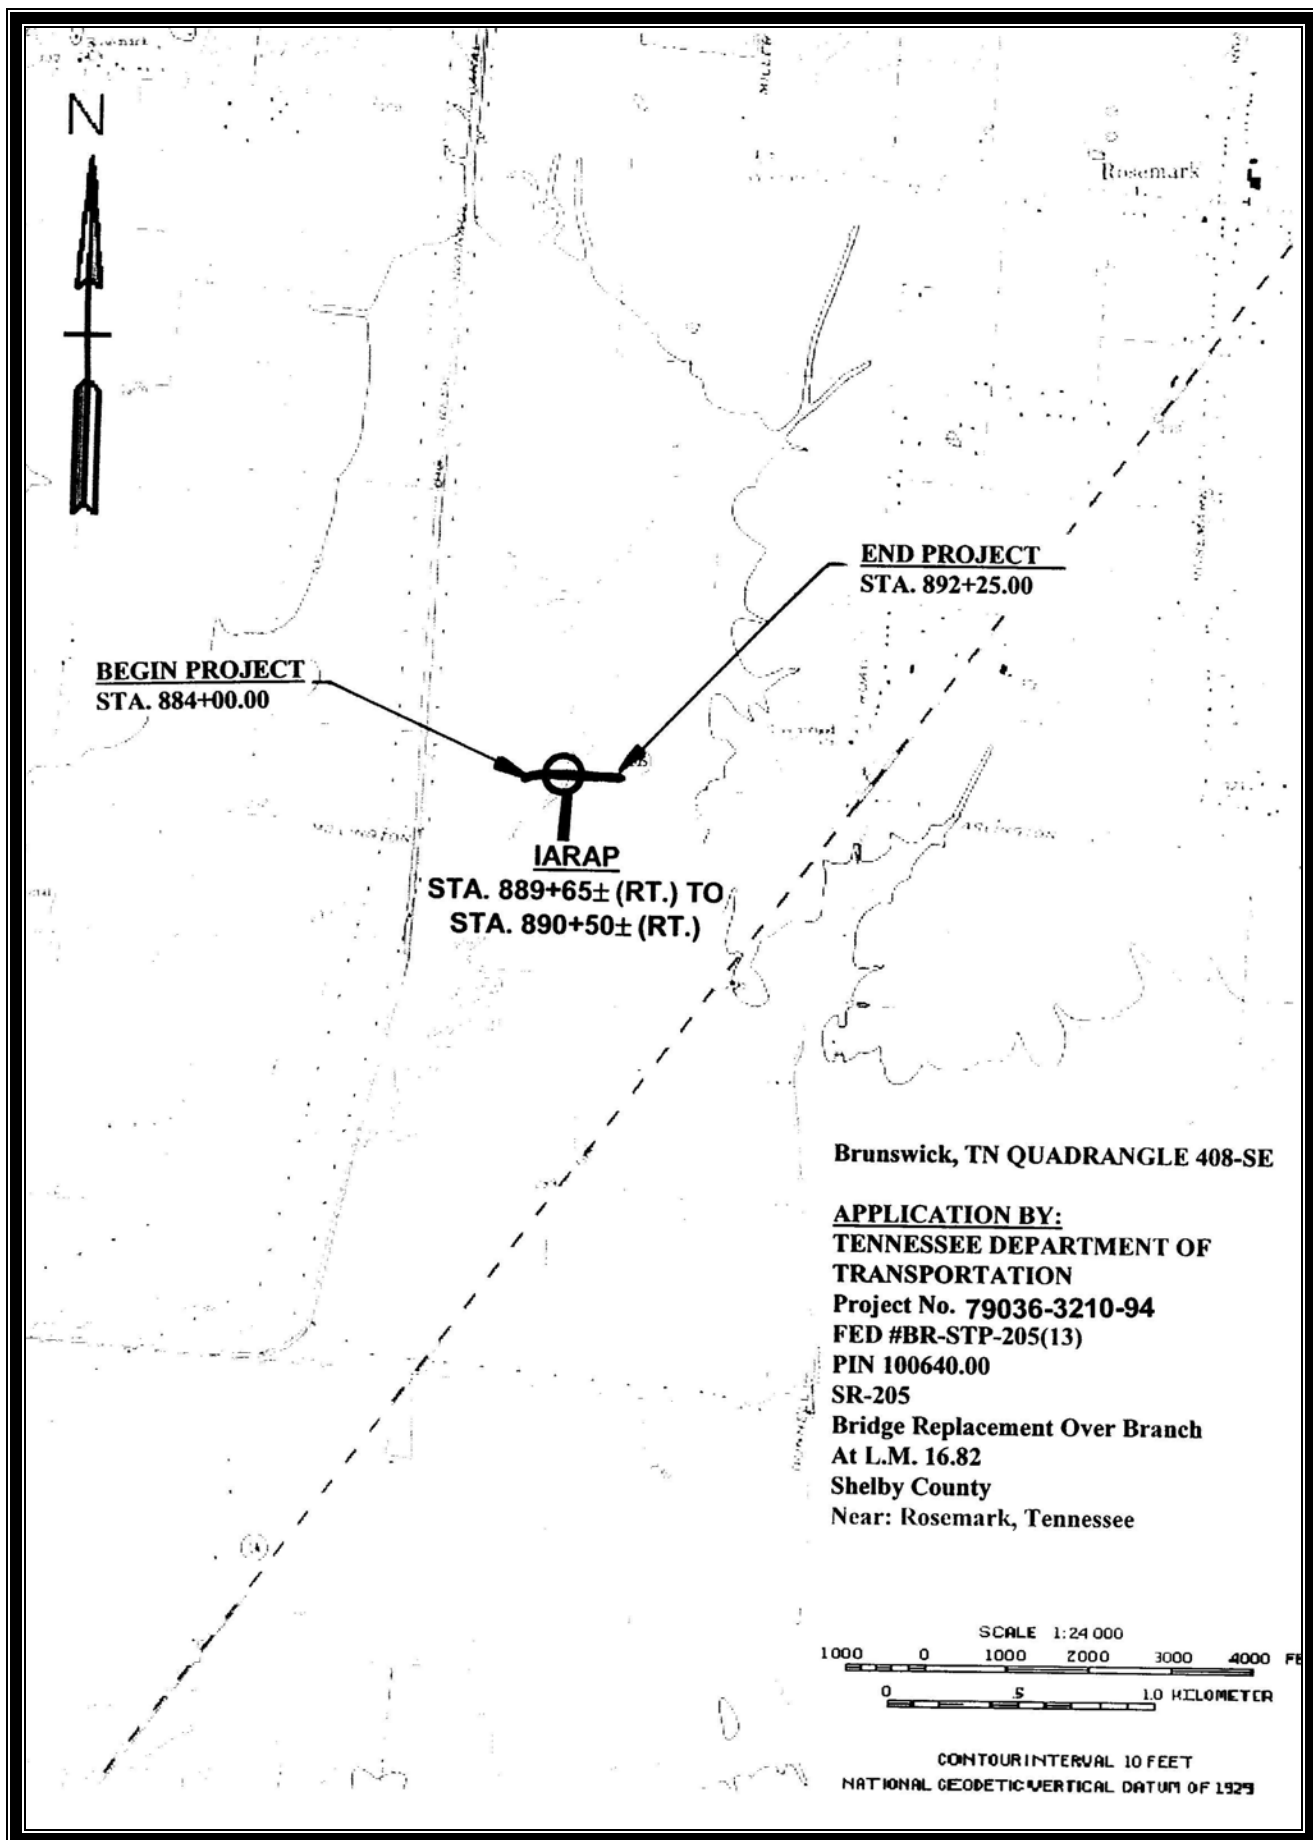 N
MILLER
Rosemark
END PROJECT
STA. 892+25.00
BEGIN PROJECT
STA. 884+00.00
MILLINGTON
ARLINGTON
IARAP
STA. 889+65± (RT.) TO
STA. 890+50± (RT.)
Brunswick, TN QUADRANGLE 408-SE
APPLICATION BY:
TENNESSEE DEPARTMENT OF
TRANSPORTATION
Project No. 79036-3210-94
FED #BR-STP-205(13)
PIN 100640.00
SR-205
Bridge Replacement Over Branch
At L.M. 16.82
Shelby County
Near: Rosemark, Tennessee
SCALE 1:24 000
1000 0 1000 2000 3000 4000 FE
0 .5 1.0 KILOMETER
CONTOUR INTERVAL 10 FEET
NATIONAL GEODETIC VERTICAL DATUM OF 1929